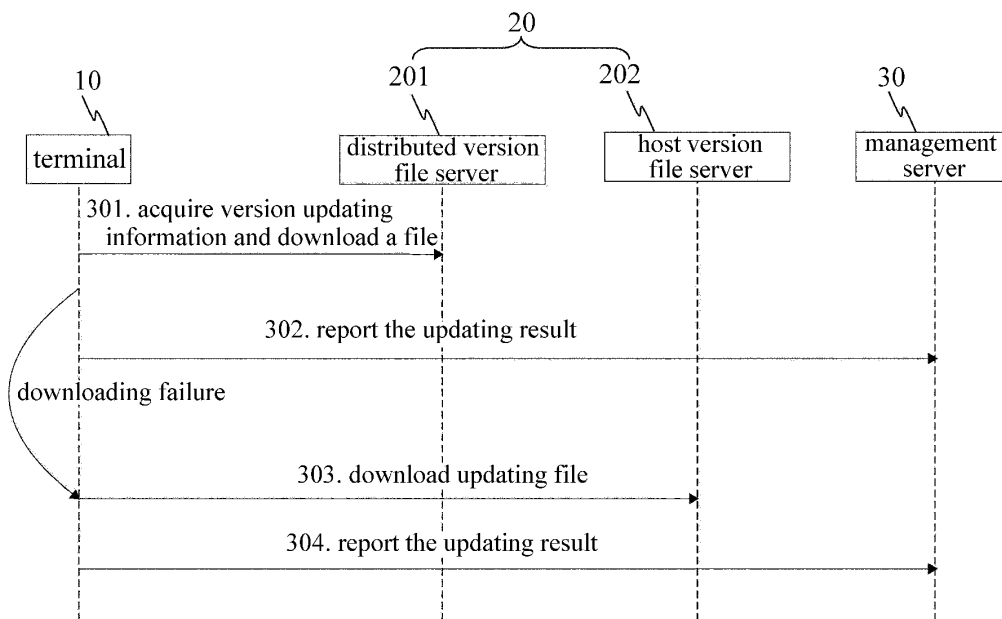 20
10
201
202
30
terminal
distributed version
file server
host version
file server
management
server
301. acquire version updating
information and download a file
302. report the updating result
downloading failure
303. download updating file
304. report the updating result